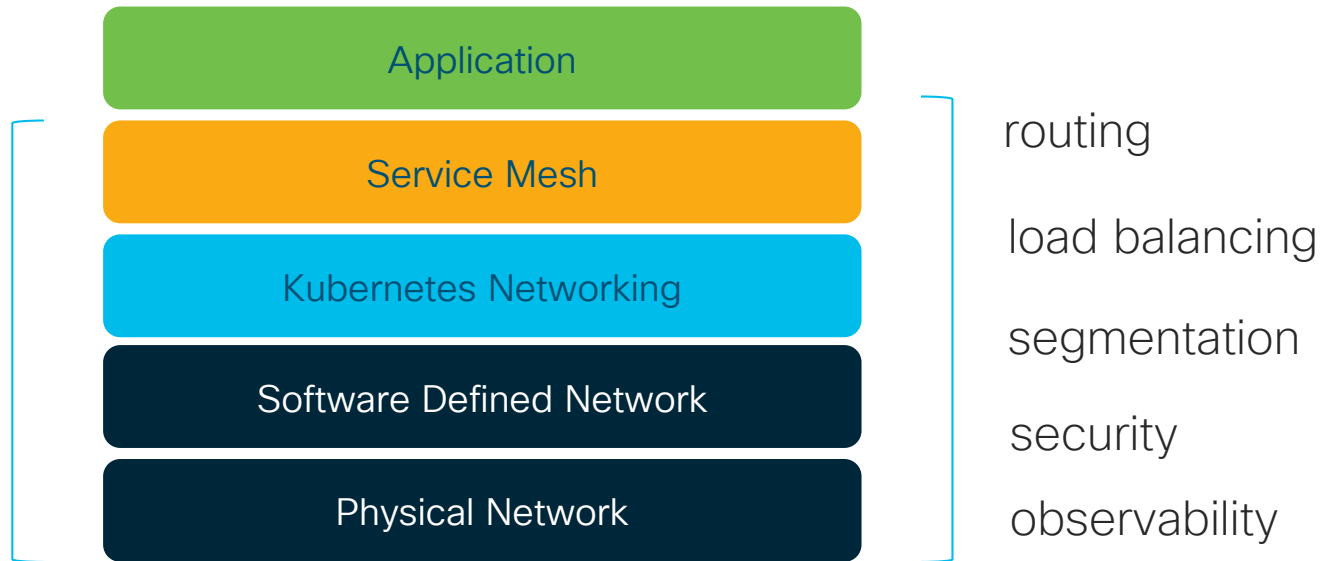 Application
Service Mesh
Kubernetes Networking
Software Defined Network
Physical Network
routing
load balancing
segmentation
security
observability